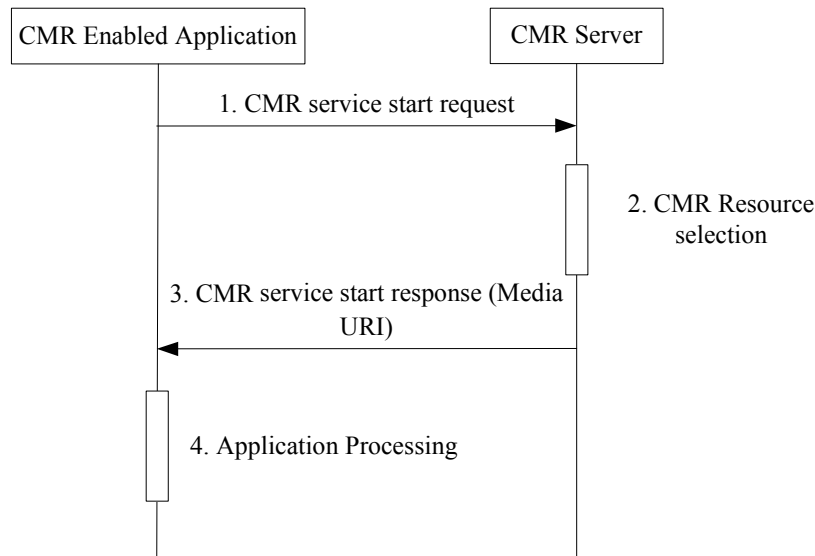 CMR Enabled Application
CMR Server
1. CMR service start request
2. CMR Resource
selection
3. CMR service start response (Media
URI)
4. Application Processing